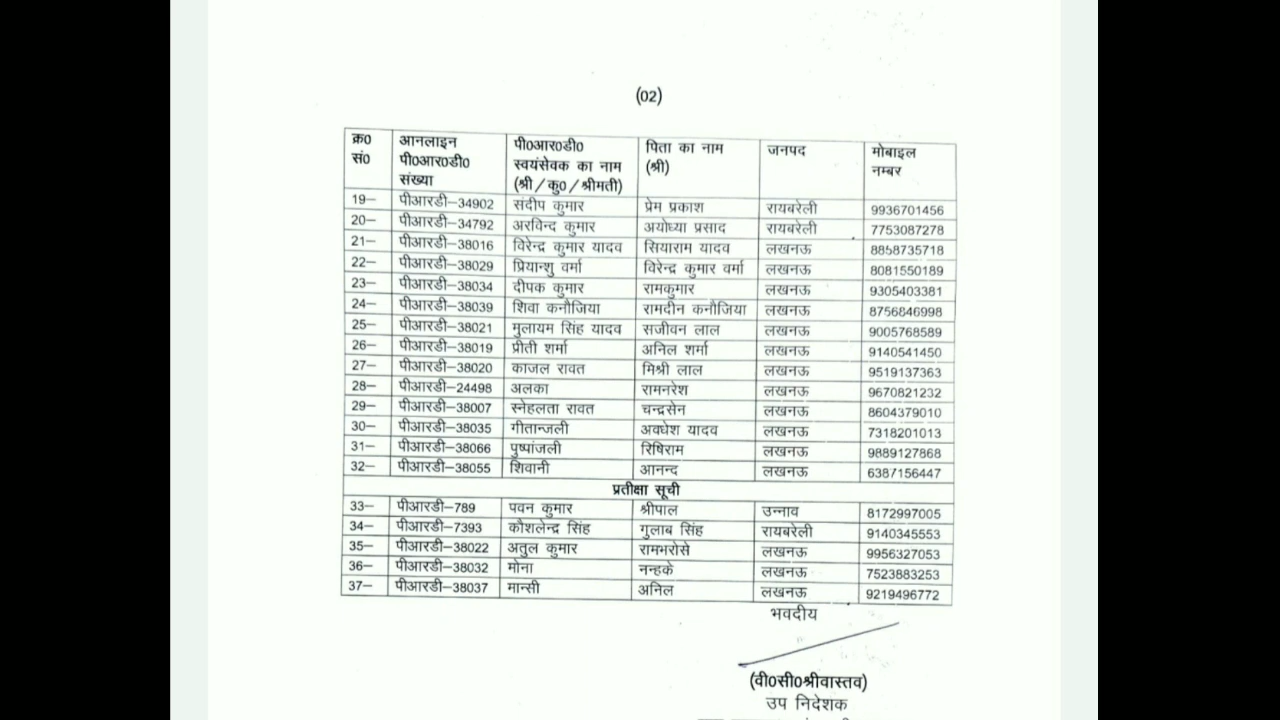 (02)
क्र0 सं0 आनलाइन पी0आर0डी0 संख्या पी0आर0डी0 स्वयंसेवक का नाम (श्री/कु0/श्रीमती) पिता का नाम (श्री) जनपद मोबाइल नम्बर
19– पीआरडी–34902 संदीप कुमार प्रेम प्रकाश रायबरेली 9936701456
20– पीआरडी–34792 अरविन्द कुमार अयोध्या प्रसाद रायबरेली 7753087278
21– पीआरडी–38016 विरेन्द्र कुमार यादव सियाराम यादव लखनऊ 8858735718
22– पीआरडी–38029 प्रियान्शु वर्मा विरेन्द्र कुमार वर्मा लखनऊ 8081550189
23– पीआरडी–38034 दीपक कुमार रामकुमार लखनऊ 9305403381
24– पीआरडी–38039 शिवा कनौजिया रामदीन कनौजिया लखनऊ 8756846998
25– पीआरडी–38021 मुलायम सिंह यादव सजीवन लाल लखनऊ 9005768589
26– पीआरडी–38019 प्रीती शर्मा अनिल शर्मा लखनऊ 9140541450
27– पीआरडी–38020 काजल रावत मिश्री लाल लखनऊ 9519137363
28– पीआरडी–24498 अलका रामनरेश लखनऊ 9670821232
29– पीआरडी–38007 स्नेहलता रावत चन्द्रसेन लखनऊ 8604379010
30– पीआरडी–38035 गीतान्जली अवधेश यादव लखनऊ 7318201013
31– पीआरडी–38066 पुष्पांजली रिषिराम लखनऊ 9889127868
32– पीआरडी–38055 शिवानी आनन्द लखनऊ 6387156447
प्रतीक्षा सूची
33– पीआरडी–789 पवन कुमार श्रीपाल उन्नाव 8172997005
34– पीआरडी–7393 कौशलेन्द्र सिंह गुलाब सिंह रायबरेली 9140345553
35– पीआरडी–38022 अतुल कुमार रामभरोसे लखनऊ 9956327053
36– पीआरडी–38032 मोना नन्हके लखनऊ 7523883253
37– पीआरडी–38037 मान्सी अनिल लखनऊ 9219496772
भवदीय
(वी0सी0श्रीवास्तव)
उप निदेशक